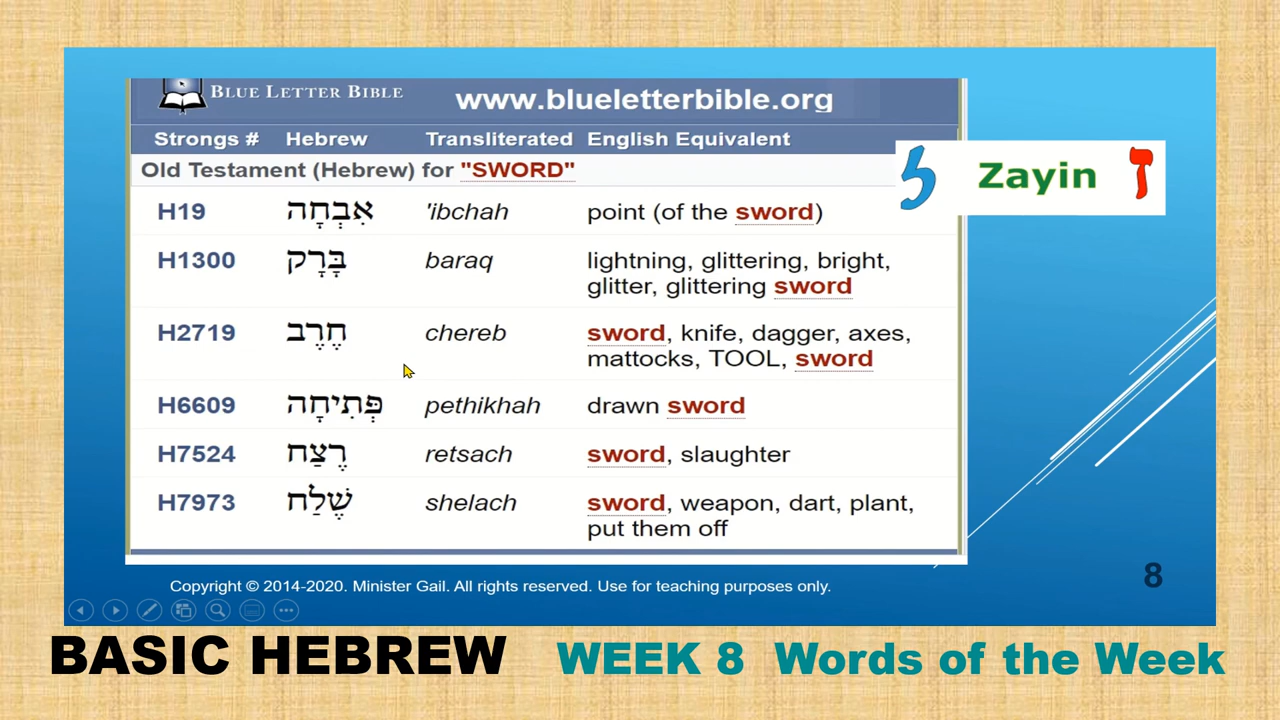 BLUE LETTER BIBLE www.blueletterbible.org
Strongs # Hebrew Transliterated English Equivalent
Old Testament (Hebrew) for "SWORD"
ז Zayin ז
H19 אִבְחָה 'ibchah point (of the sword)
H1300 בָּרָק baraq lightning, glittering, bright,
glitter, glittering sword
H2719 חֶרֶב chereb sword, knife, dagger, axes,
mattocks, TOOL, sword
H6609 פְּתִיחָה pethikhah drawn sword
H7524 רֶצַח retsach sword, slaughter
H7973 שֶׁלַח shelach sword, weapon, dart, plant,
put them off
8
Copyright © 2014-2020. Minister Gail. All rights reserved. Use for teaching purposes only.
BASIC HEBREW WEEK 8 Words of the Week